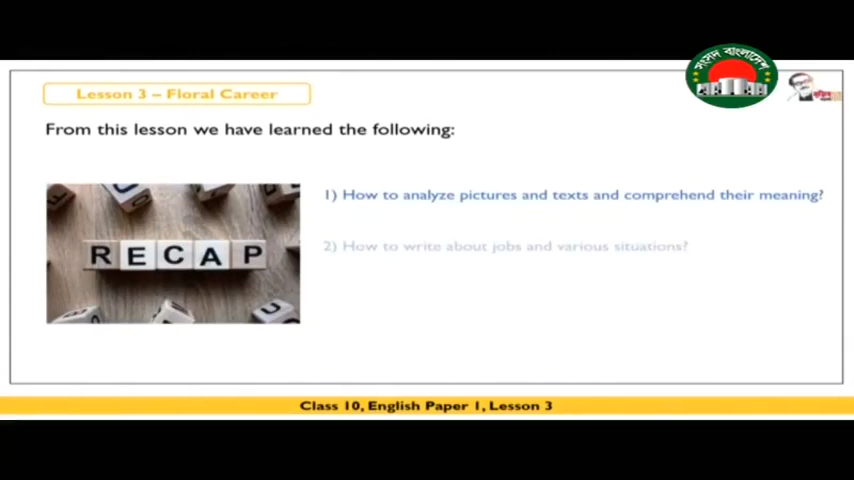 সংসদ বাংলাদেশ
Lesson 3 – Floral Career
From this lesson we have learned the following:
1) How to analyze pictures and texts and comprehend their meaning?
RECAP
2) How to write about jobs and various situations?
Class 10, English Paper 1, Lesson 3